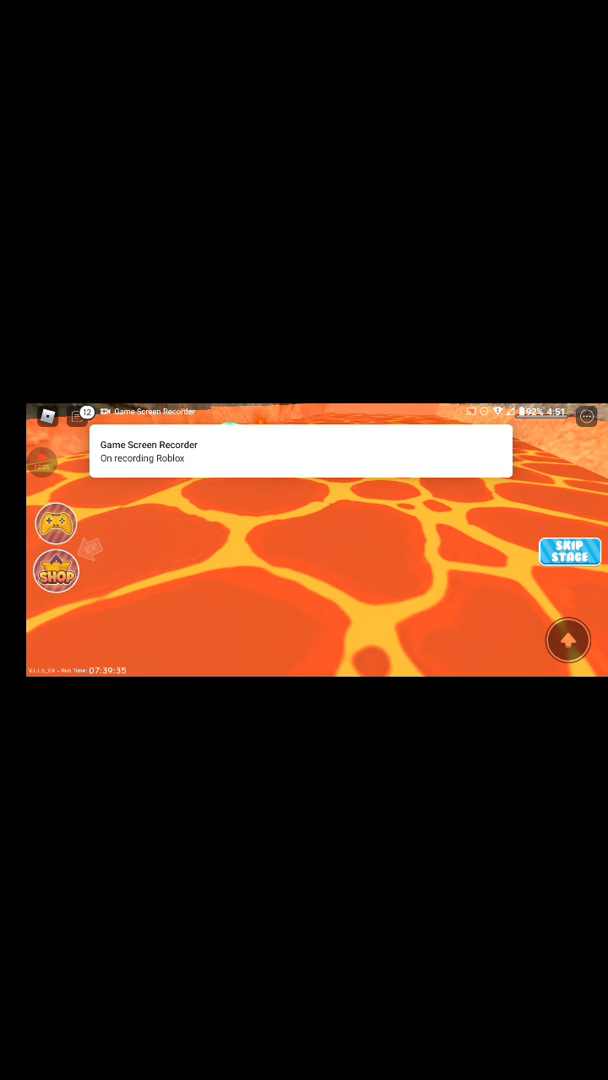 12 Game Screen Recorder 92% 4:51
Game Screen Recorder
On recording Roblox
SHOP
SKIP
STAGE
Run Time: 07:39:35